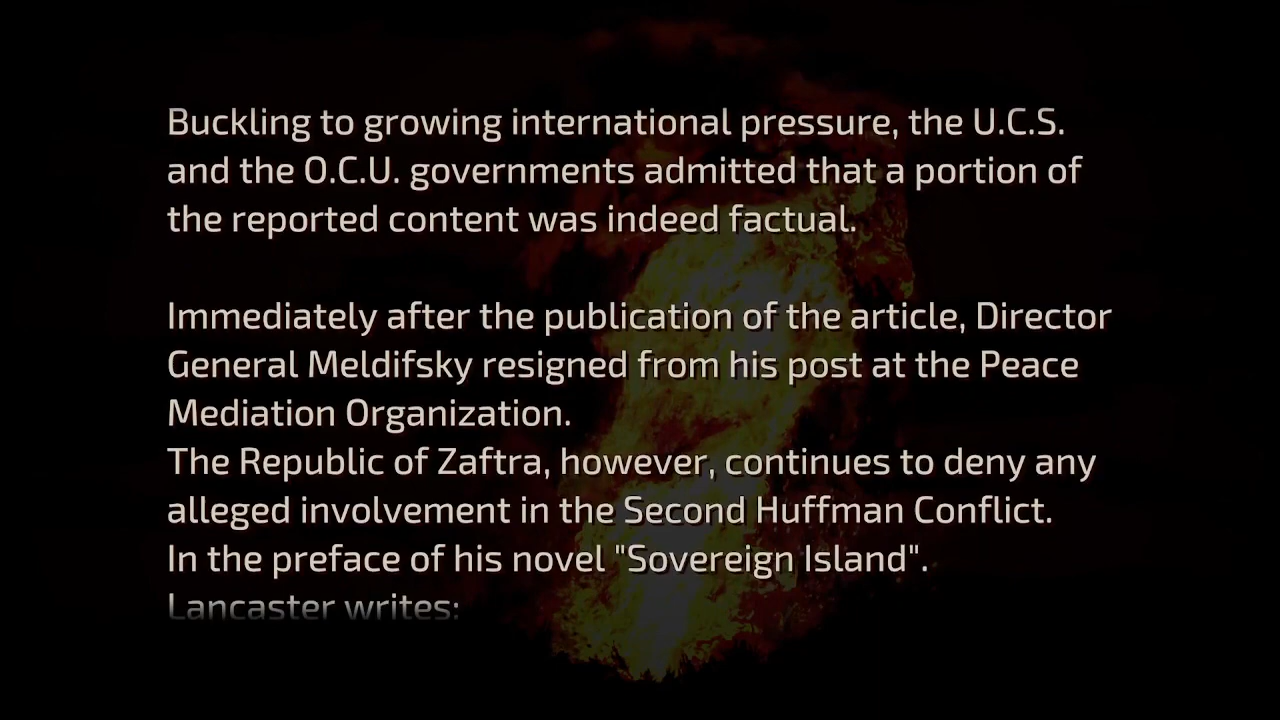 Buckling to growing international pressure, the U.C.S.
and the O.C.U. governments admitted that a portion of
the reported content was indeed factual.
Immediately after the publication of the article, Director
General Meldifsky resigned from his post at the Peace
Mediation Organization.
The Republic of Zaftra, however, continues to deny any
alleged involvement in the Second Huffman Conflict.
In the preface of his novel "Sovereign Island".
Lancaster writes: